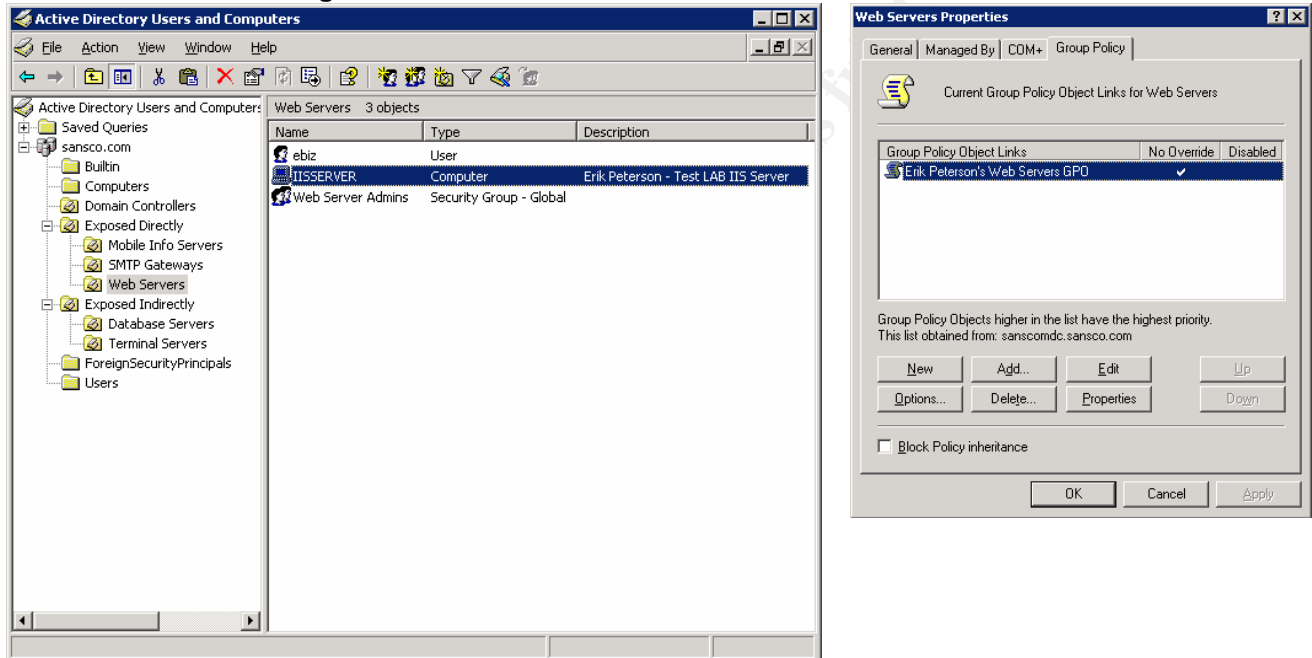 Active Directory Users and Computers
File Action View Window Help
Active Directory Users and Computers
Saved Queries
sansco.com
Builtin
Computers
Domain Controllers
Exposed Directly
Mobile Info Servers
SMTP Gateways
Web Servers
Exposed Indirectly
Database Servers
Terminal Servers
ForeignSecurityPrincipals
Users
Web Servers 3 objects
Name Type Description
ebiz User
IISSERVER Computer Erik Peterson - Test LAB IIS Server
Web Server Admins Security Group - Global
Web Servers Properties
General Managed By COM+ Group Policy
Current Group Policy Object Links for Web Servers
Group Policy Object Links No Override Disabled
Erik Peterson's Web Servers GPO
Group Policy Objects higher in the list have the highest priority.
This list obtained from: sanscomdc.sansco.com
New Add... Edit Up
Options... Delete... Properties Down
Block Policy inheritance
OK Cancel Apply